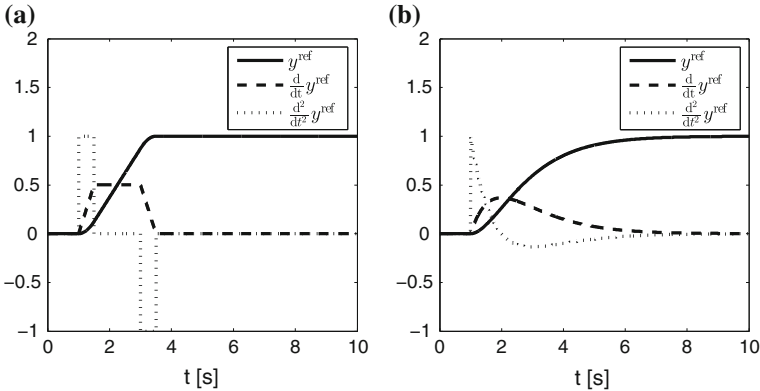 (a)
2
1.5
1
0.5
0
−0.5
−1
0 2 4 6 8 10
t [s]
y^ref
d/dt y^ref
d²/dt² y^ref
(b)
2
1.5
1
0.5
0
−0.5
−1
0 2 4 6 8 10
t [s]
y^ref
d/dt y^ref
d²/dt² y^ref